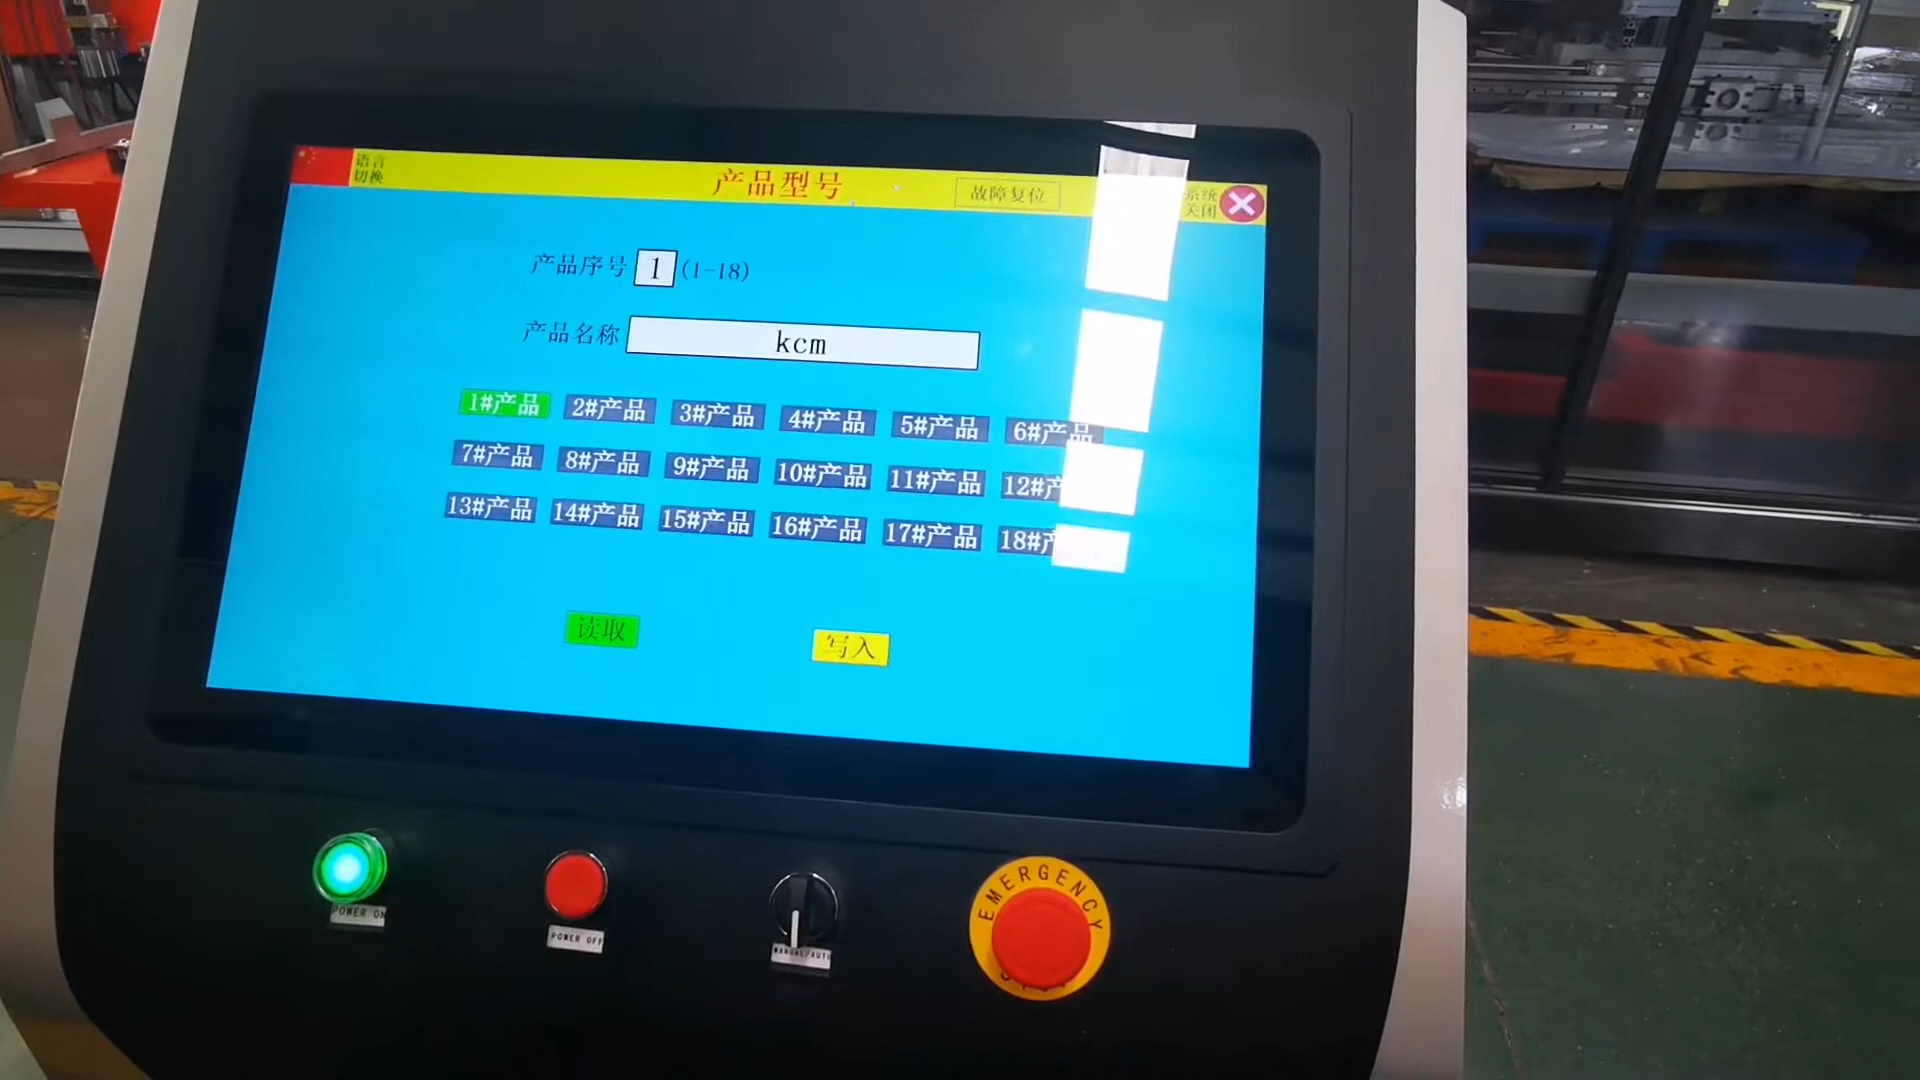 语言
切换
产品型号
故障复位
系统
关闭
产品序号 1 (1-18)
产品名称 kcm
1#产品 2#产品 3#产品 4#产品 5#产品 6#产品
7#产品 8#产品 9#产品 10#产品 11#产品 12#产
13#产品 14#产品 15#产品 16#产品 17#产品 18#产
读取 写入
POWER ON
POWER OFF
MANUAL/AUTO
EMERGENCY